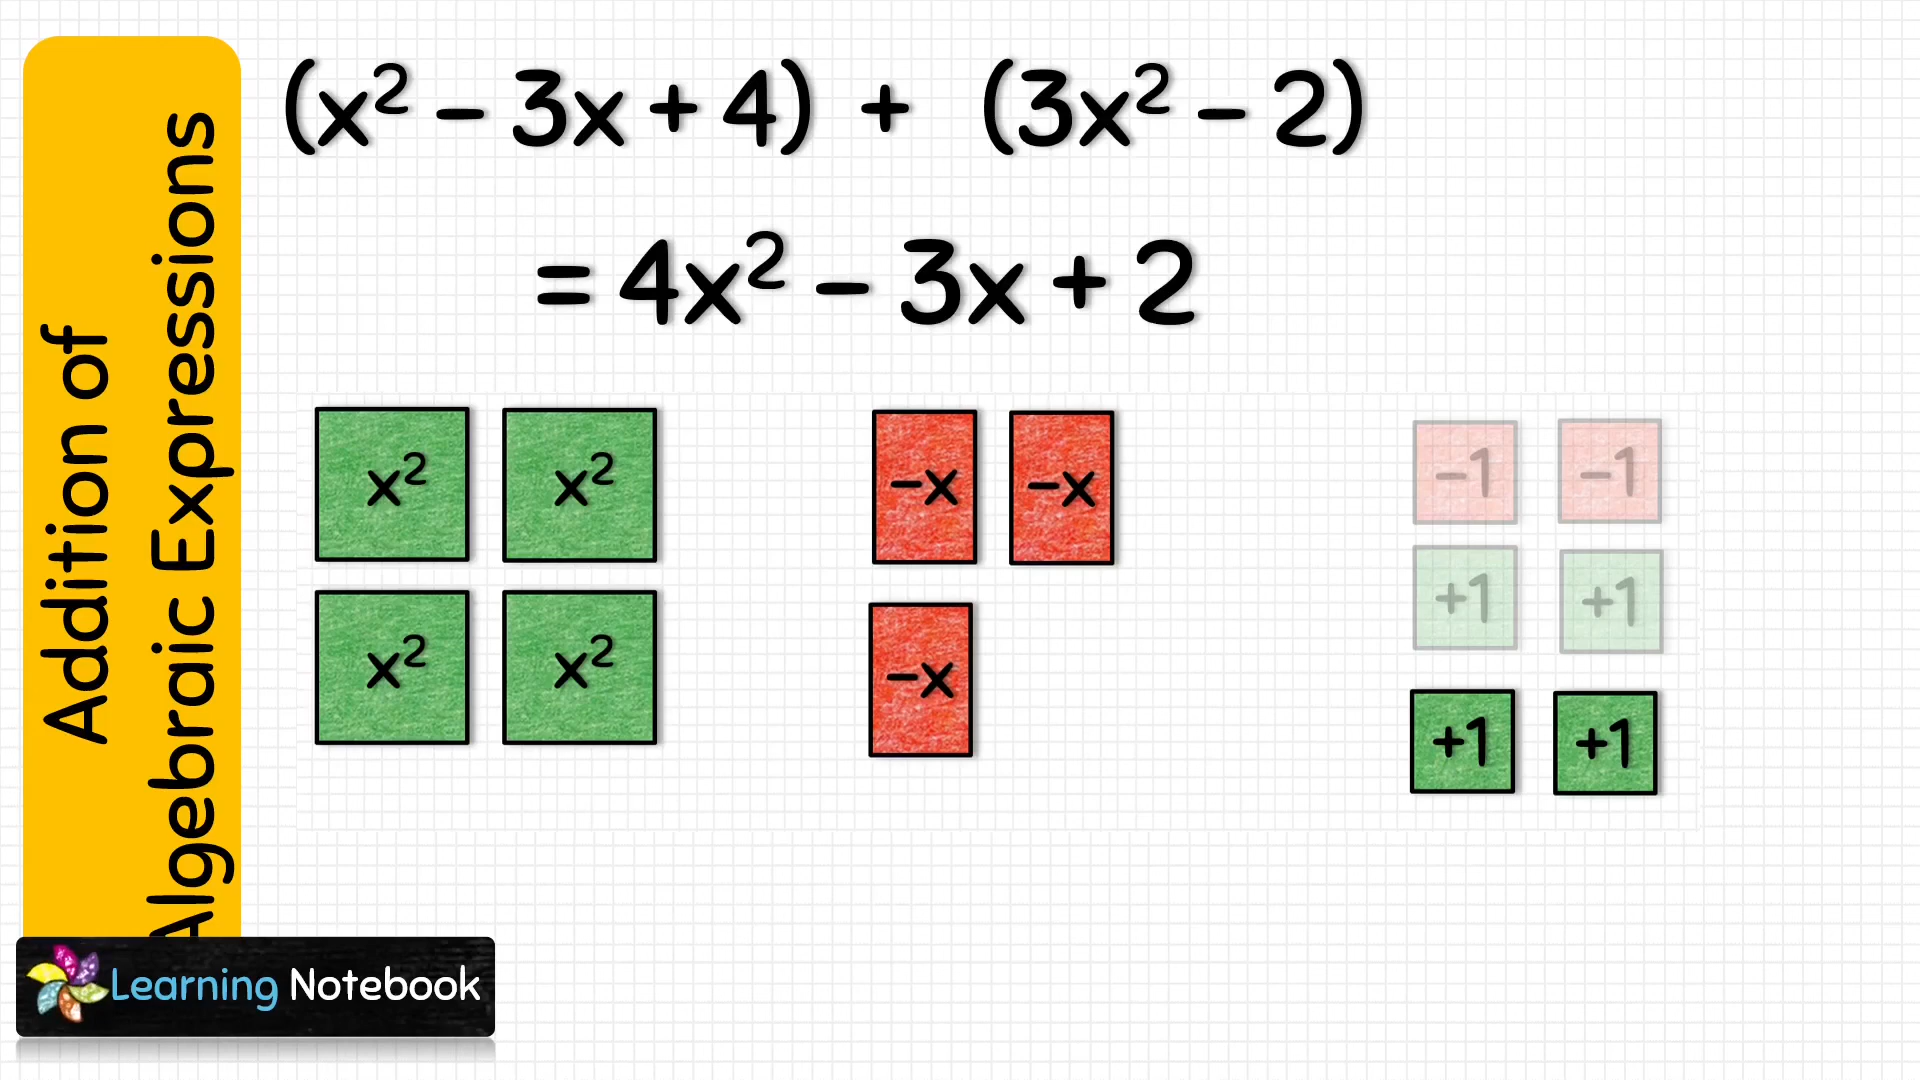 Addition of
Algebraic Expressions
(x² – 3x + 4) + (3x² – 2)
= 4x² – 3x + 2
x² x² –x –x –1 –1
+1 +1
x² x² –x +1 +1
Learning Notebook